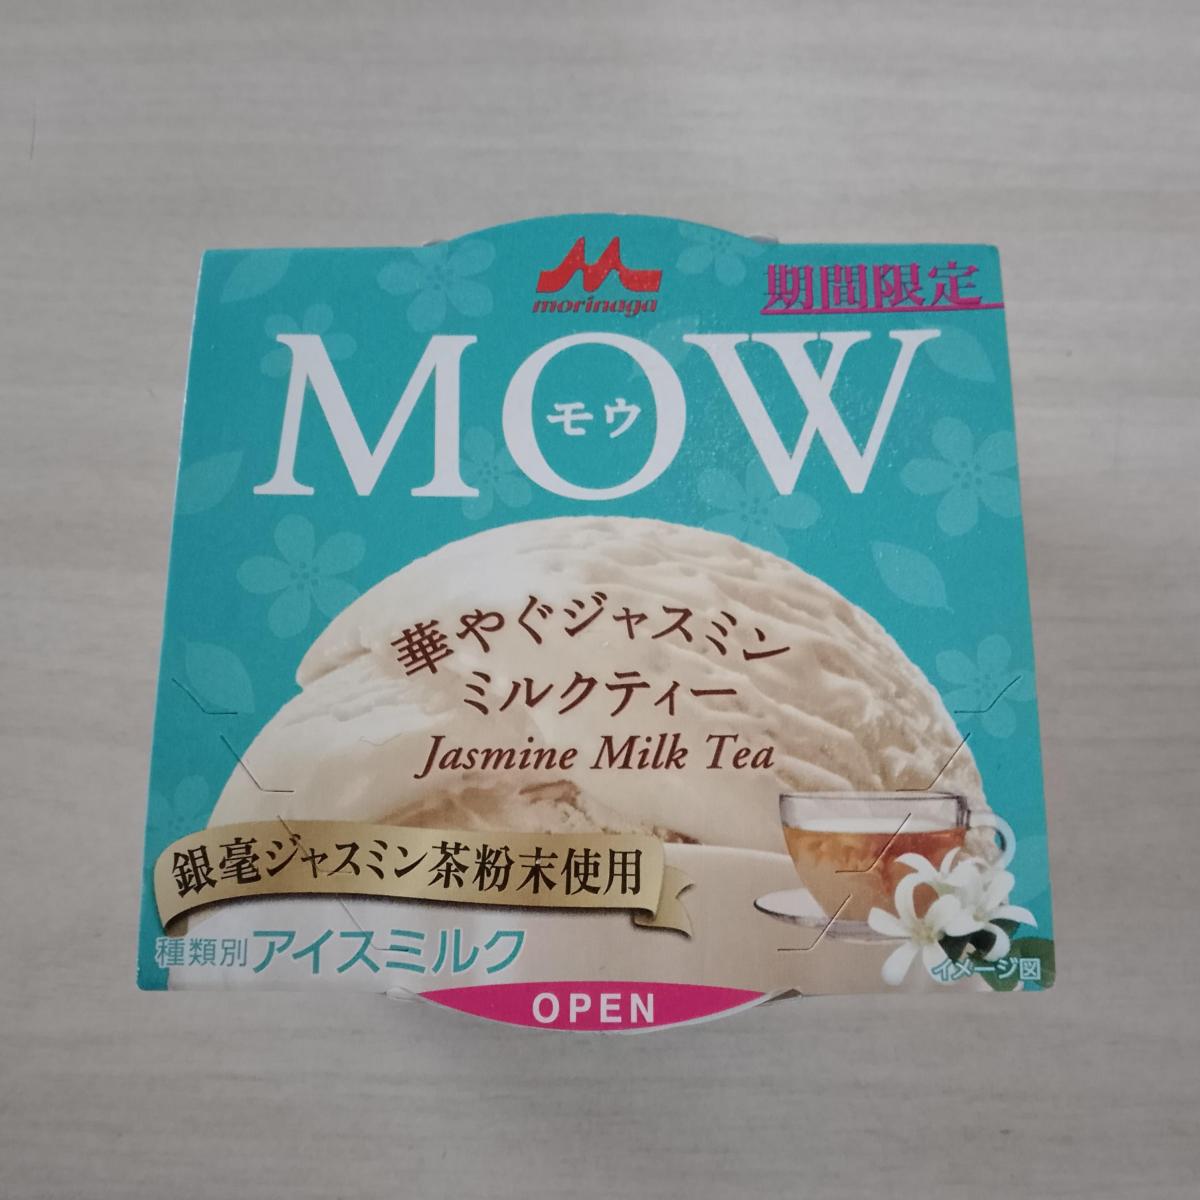 morinaga
期間限定
MOW
モウ
華やぐジャスミン
ミルクティー
Jasmine Milk Tea
銀毫ジャスミン茶粉末使用
種類別 アイスミルク
イメージ図
OPEN